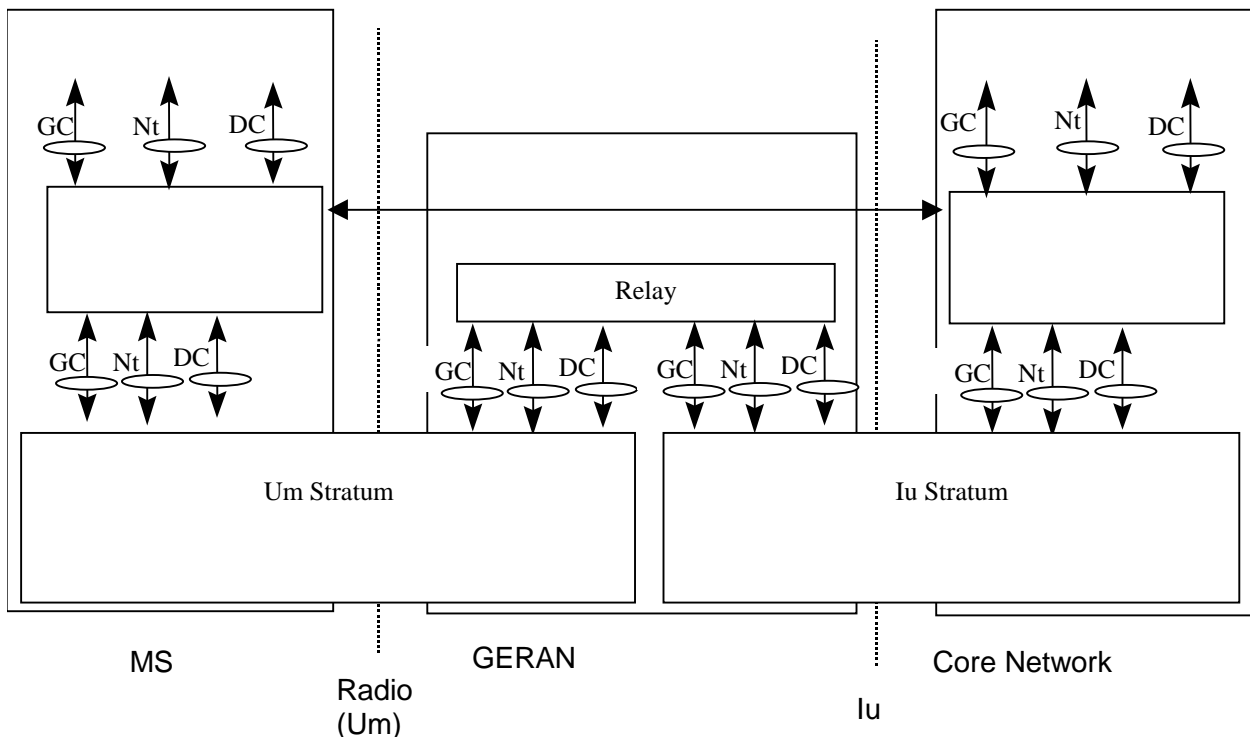 GC Nt DC
GC Nt DC
Relay
GC Nt DC
GC Nt DC
GC Nt DC
GC Nt DC
Um Stratum
Iu Stratum
MS
GERAN
Core Network
Radio
(Um)
Iu